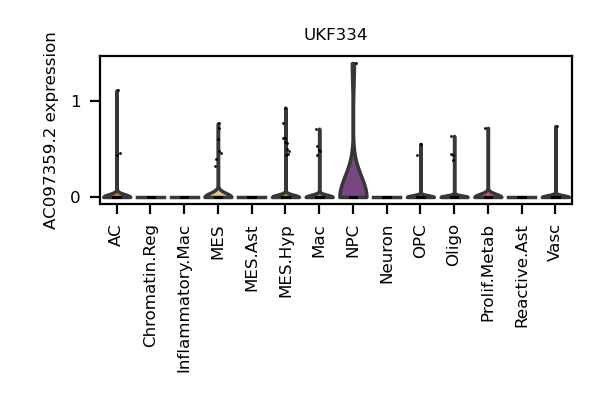 UKF334
AC097359.2 expression
1
0
AC
Chromatin.Reg
Inflammatory.Mac
MES
MES.Ast
MES.Hyp
Mac
NPC
Neuron
OPC
Oligo
Prolif.Metab
Reactive.Ast
Vasc